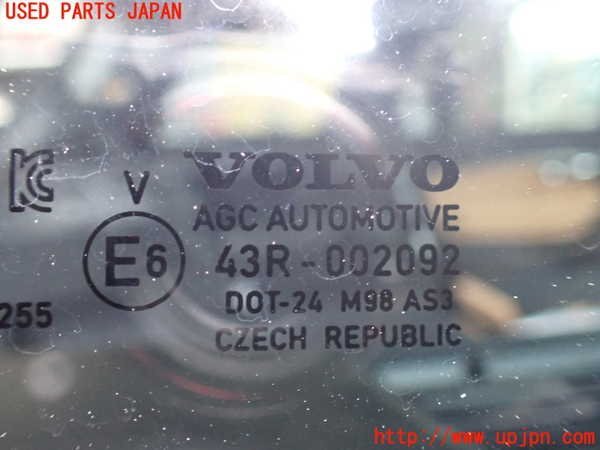 USED PARTS JAPAN
VOLVO
V
AGC AUTOMOTIVE
E6 43R-002092
DOT-24 M98 AS3
255
CZECH REPUBLIC
http://www.upjpn.com